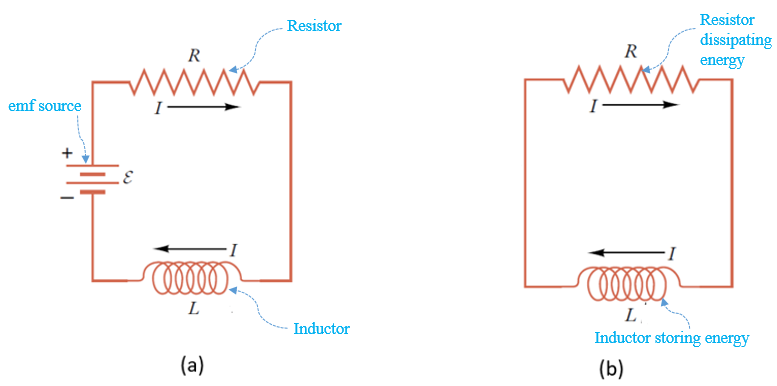 Resistor
R
I
emf source
+
ε
−
I
L
Inductor
(a)
Resistor
dissipating
energy
R
I
I
L
Inductor storing energy
(b)